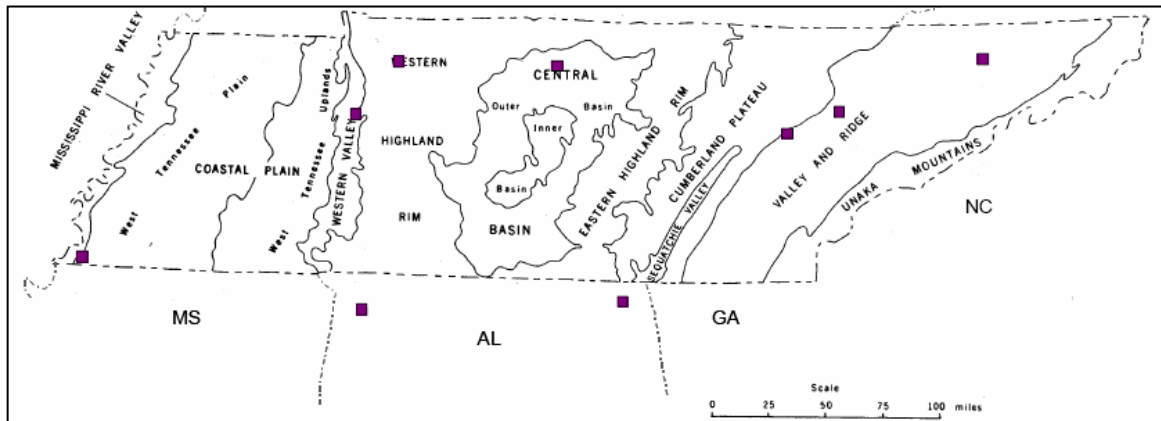 MISSISSIPPI RIVER VALLEY
West Tennessee Plain
COASTAL PLAIN
West Tennessee Uplands
WESTERN VALLEY
WESTERN
HIGHLAND
RIM
CENTRAL
Outer Basin
Inner
Basin
BASIN
EASTERN HIGHLAND RIM
CUMBERLAND PLATEAU
SEQUATCHIE VALLEY
VALLEY AND RIDGE
UNAKA MOUNTAINS
NC
MS
AL
GA
Scale
0 25 50 75 100 miles